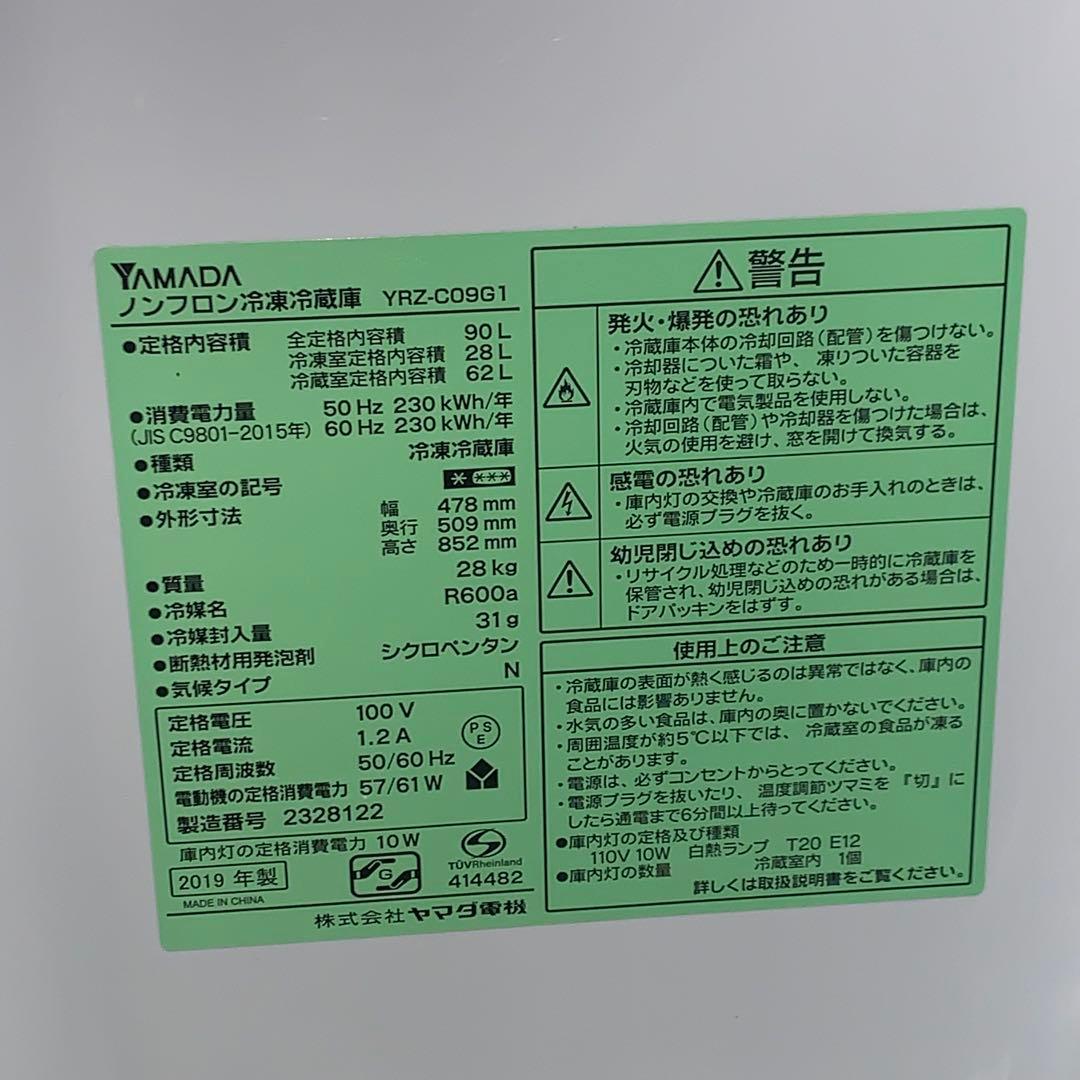 YAMADA
ノンフロン冷凍冷蔵庫 YRZ-C09G1
●定格内容積 全定格内容積 90 L
冷凍室定格内容積 28 L
冷蔵室定格内容積 62 L
●消費電力量 50 Hz 230 kWh/年
(JIS C9801-2015年) 60 Hz 230 kWh/年
●種類 冷凍冷蔵庫
●冷凍室の記号 * ***
●外形寸法 幅 478 mm
奥行 509 mm
高さ 852 mm
●質量 28 kg
●冷媒名 R600a
●冷媒封入量 31 g
●断熱材用発泡剤 シクロペンタン
●気候タイプ N
定格電圧 100 V
定格電流 1.2 A
定格周波数 50/60 Hz
電動機の定格消費電力 57/61 W
製造番号 2328122
PS
E
庫内灯の定格消費電力 10 W
2019 年製
MADE IN CHINA
G
TÜVRheinland
414482
株式会社 ヤマダ電機
警告
発火・爆発の恐れあり
・冷蔵庫本体の冷却回路(配管)を傷つけない。
・冷却器についた霜や、凍りついた容器を
刃物などを使って取らない。
・冷蔵庫内で電気製品を使用しない。
・冷却回路(配管)や冷却器を傷つけた場合は、
火気の使用を避け、窓を開けて換気する。
感電の恐れあり
・庫内灯の交換や冷蔵庫のお手入れのときは、
必ず電源プラグを抜く。
幼児閉じ込めの恐れあり
・リサイクル処理などのため一時的に冷蔵庫を
保管され、幼児閉じ込めの恐れがある場合は、
ドアパッキンをはずす。
使用上のご注意
・冷蔵庫の表面が熱く感じるのは異常ではなく、庫内の
食品には影響ありません。
・水気の多い食品は、庫内の奥に置かないでください。
・周囲温度が約5℃以下では、冷蔵室の食品が凍る
ことがあります。
・電源は、必ずコンセントからとってください。
・電源プラグを抜いたり、温度調節ツマミを『切』に
したら通電まで6分間以上待ってください。
●庫内灯の定格及び種類
110V 10W 白熱ランプ T20 E12
●庫内灯の数量 冷蔵室内 1個
詳しくは取扱説明書をご覧ください。